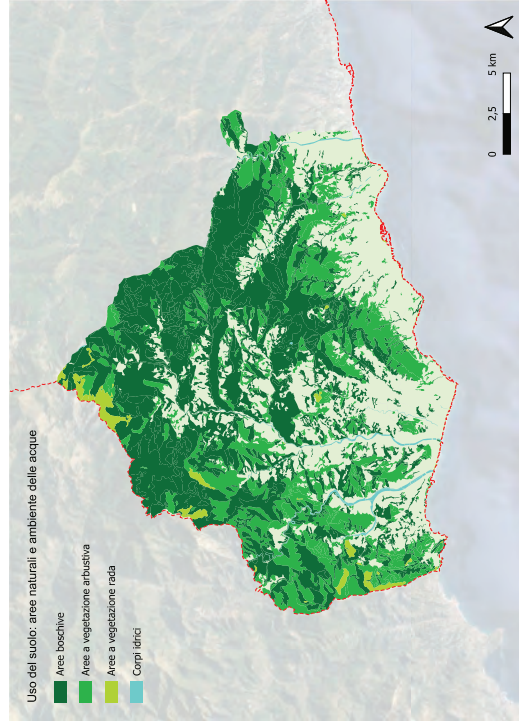 Uso del suolo: aree naturali e ambiente delle acque
Aree boschive
Aree a vegetazione arbustiva
Aree a vegetazione rada
Corpi idrici
0 2,5 5 km